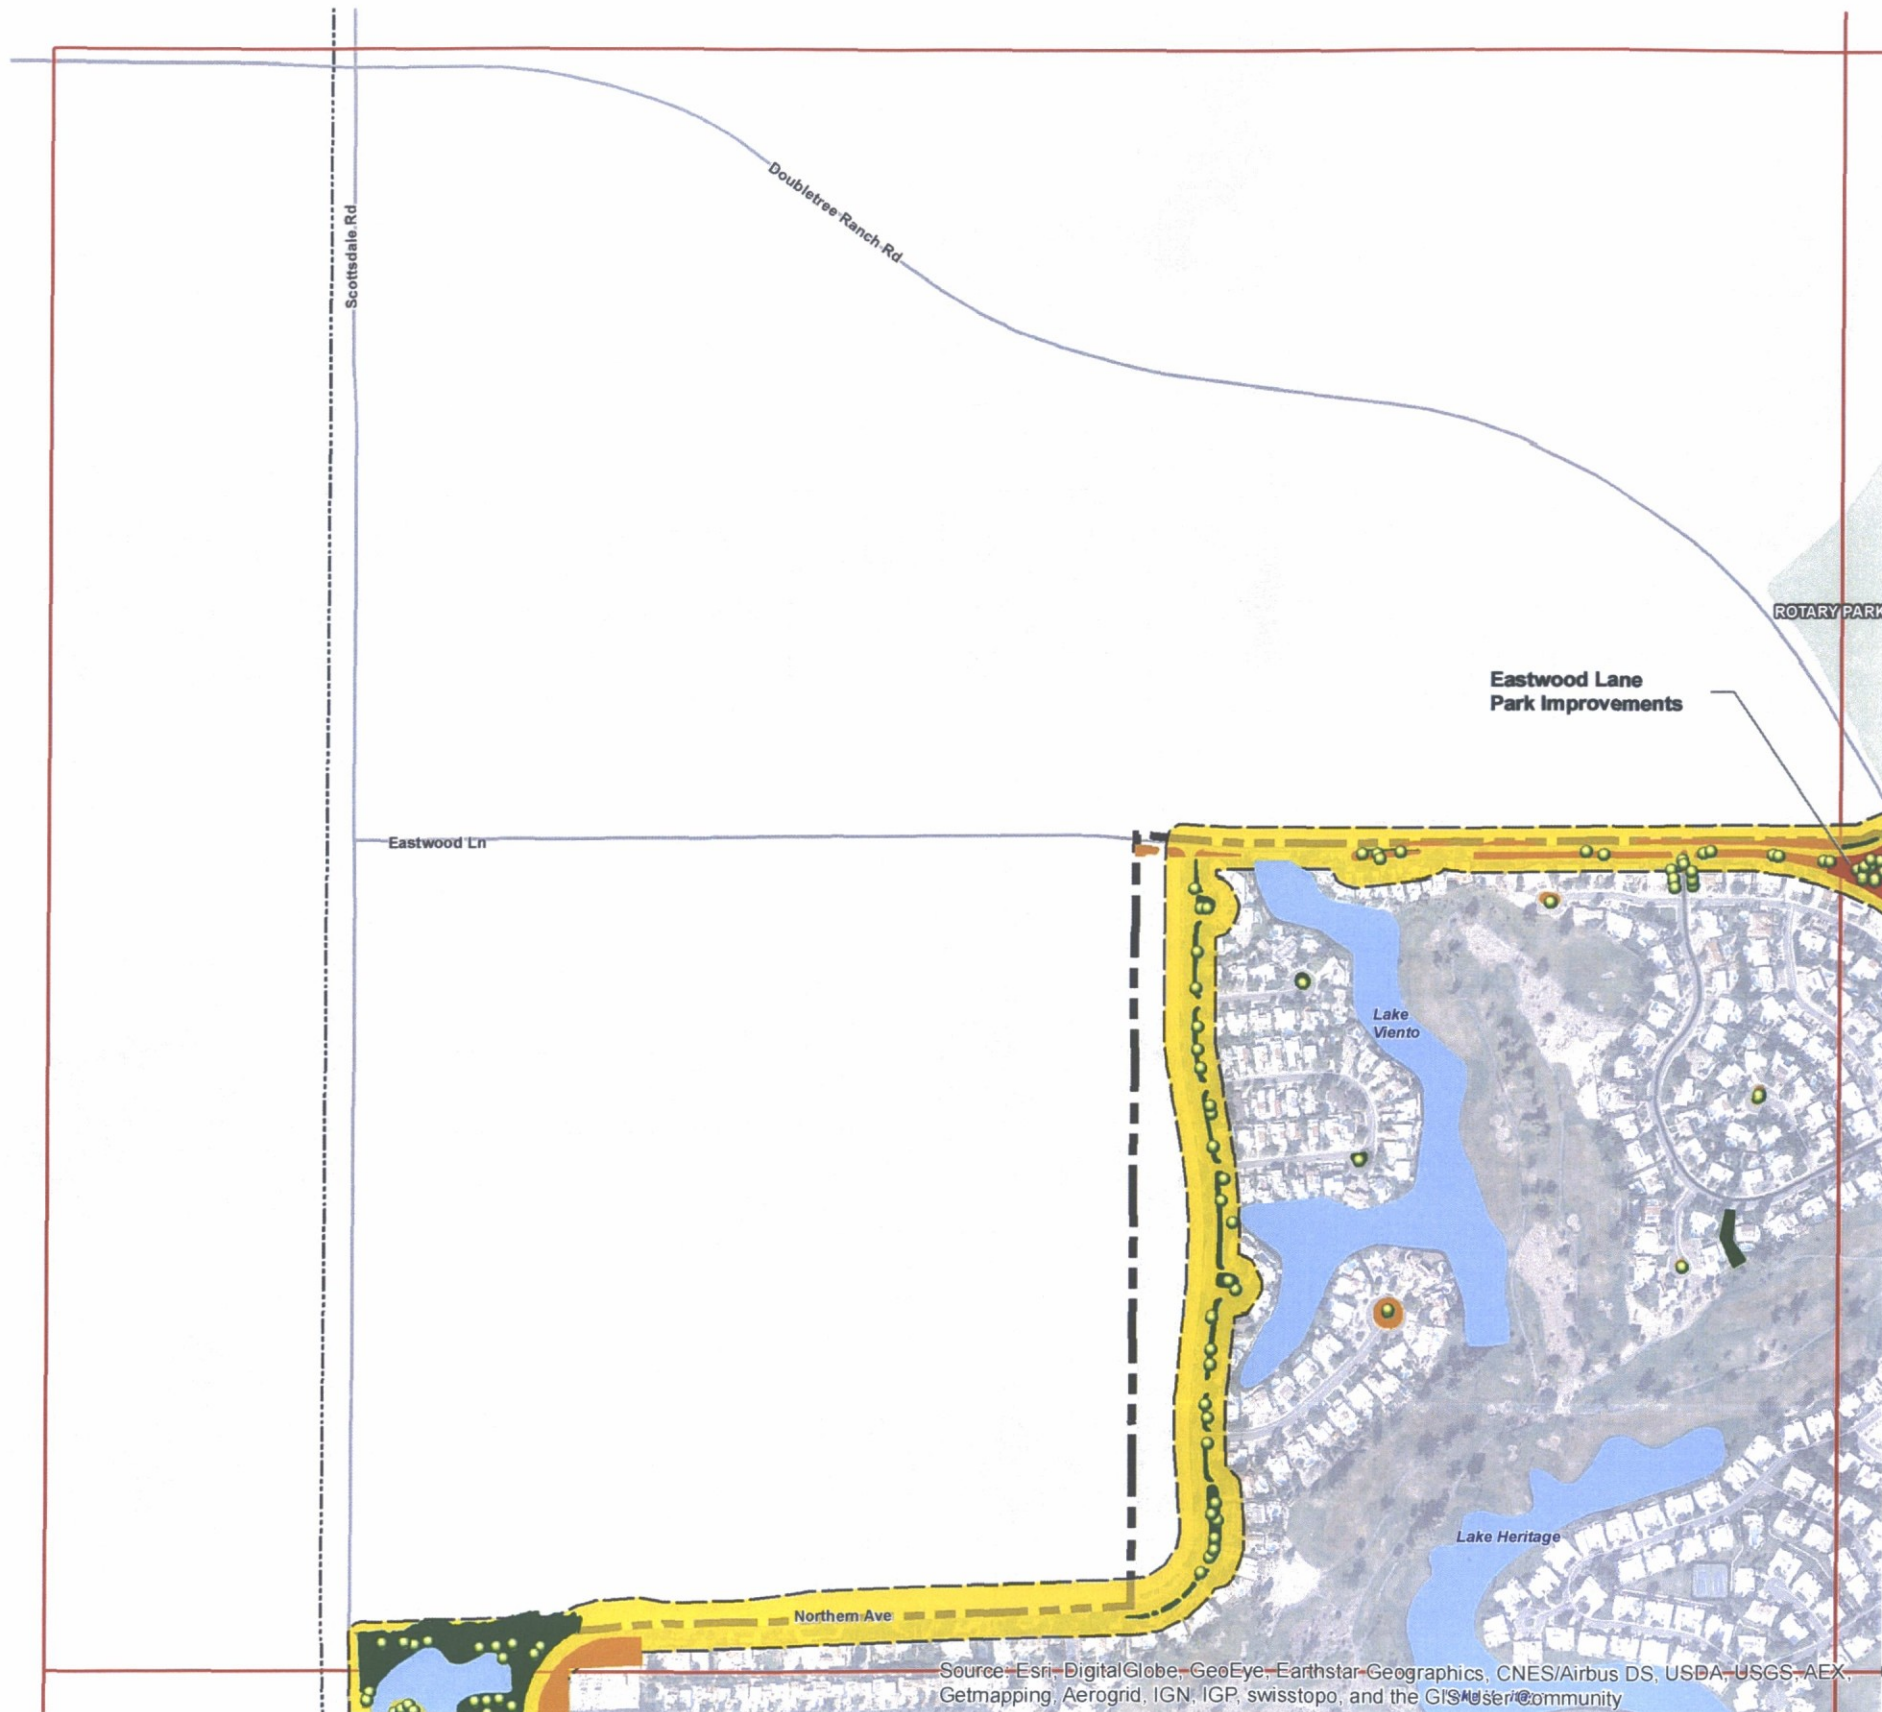 Doubletree Ranch Rd
Scottsdale Rd
ROTARY PARK
Eastwood Lane
Park Improvements
Eastwood Ln
Lake
Viento
Lake Heritage
Northern Ave
Source: Esri, DigitalGlobe, GeoEye, Earthstar Geographics, CNES/Airbus DS, USDA, USGS, AEX,
Getmapping, Aerogrid, IGN, IGP, swisstopo, and the GIS User Community